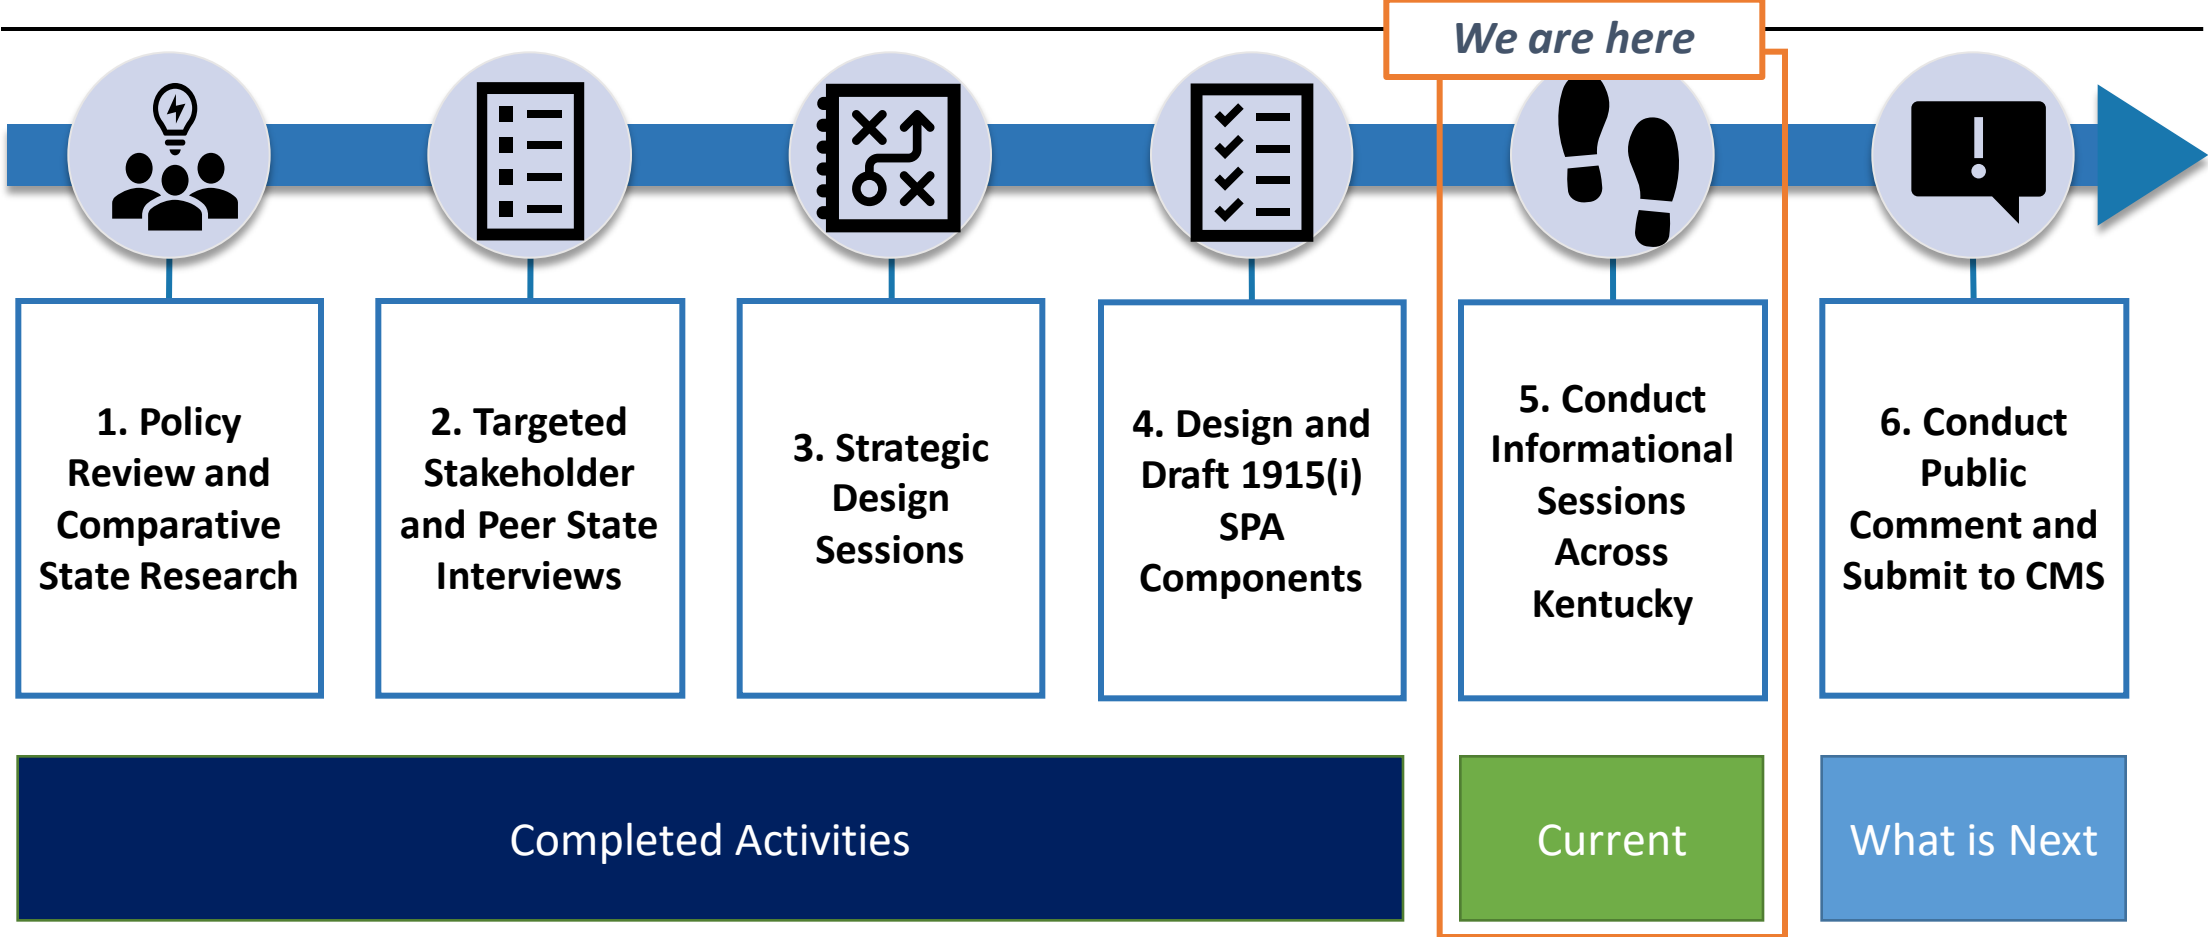 We are here
1. Policy
Review and
Comparative
State Research
2. Targeted
Stakeholder
and Peer State
Interviews
3. Strategic
Design
Sessions
4. Design and
Draft 1915(i)
SPA
Components
5. Conduct
Informational
Sessions
Across
Kentucky
6. Conduct
Public
Comment and
Submit to CMS
Completed Activities
Current
What is Next